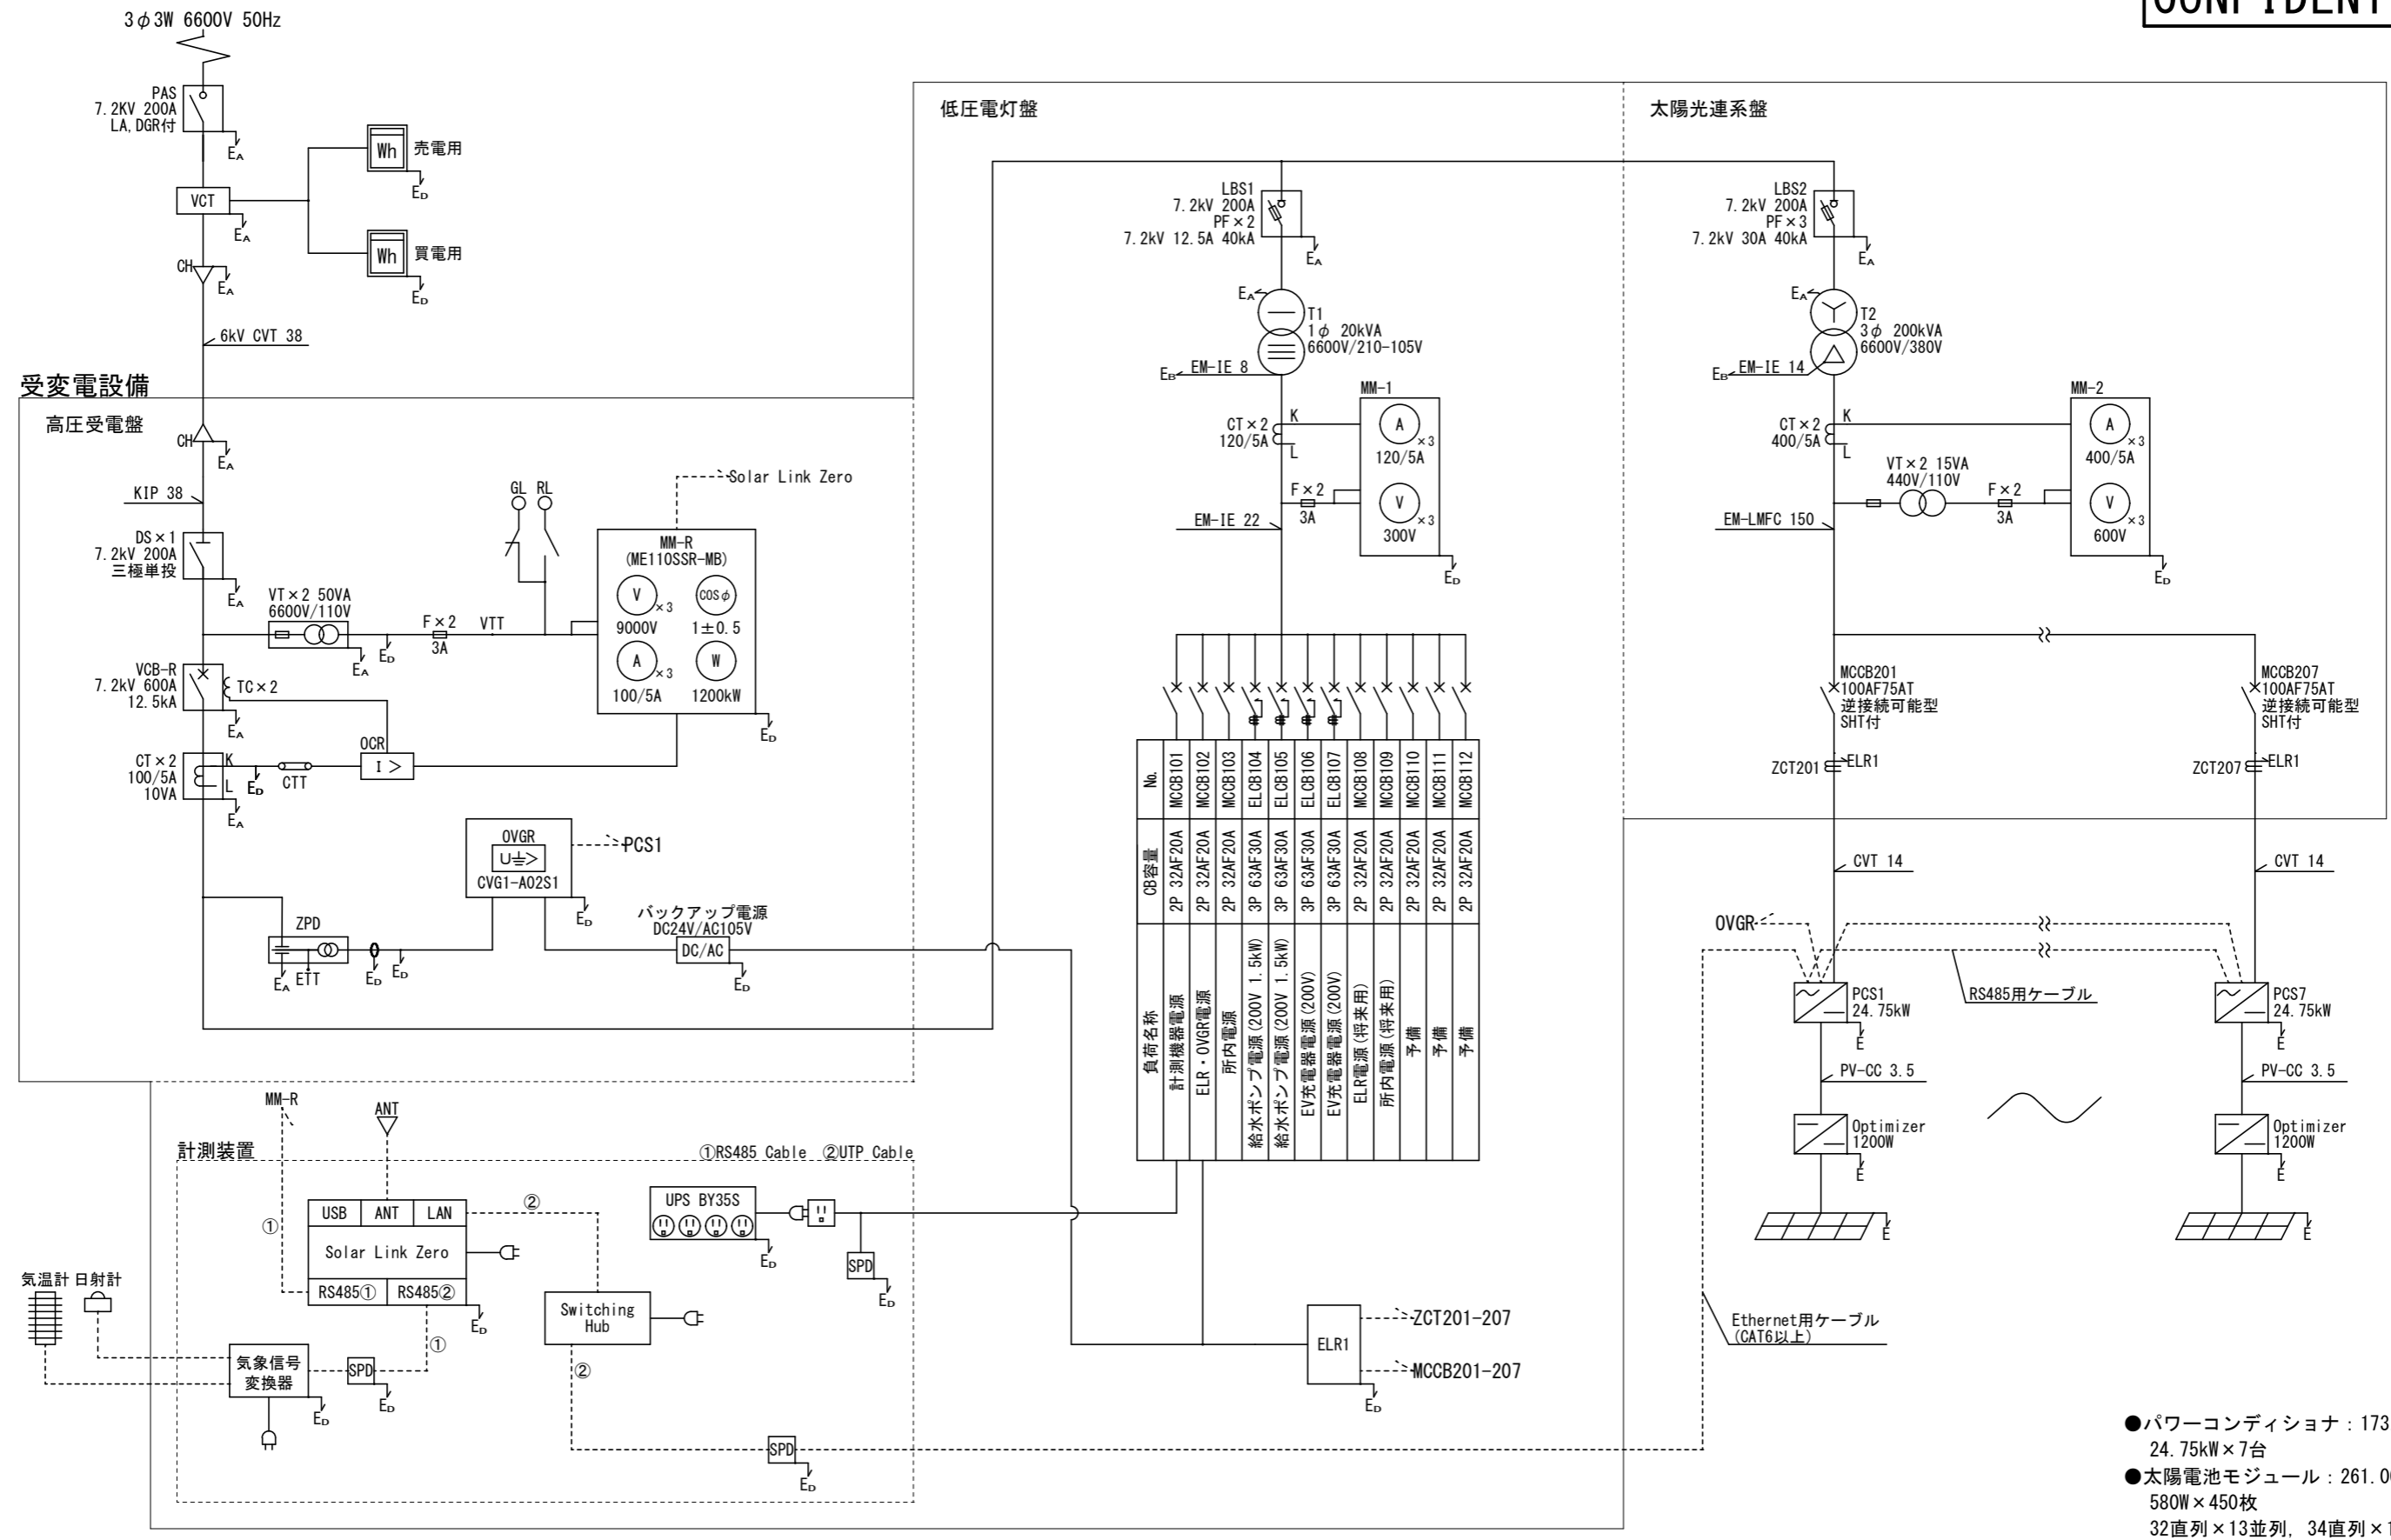 CONFIDENT
3φ3W 6600V 50Hz
PAS
7.2KV 200A
LA,DGR付
EA
VCT
EA
Wh 売電用
ED
Wh 買電用
ED
CH
EA
6kV CVT 38
受変電設備
高圧受電盤
CH
EA
KIP 38
DS×1
7.2kV 200A
三極単投
EA
VT×2 50VA
6600V/110V
EA
ED
F×2
3A
VTT
GL RL
Solar Link Zero
MM-R
(ME110SSR-MB)
V ×3
9000V
COSφ
1±0.5
A ×3
100/5A
W
1200kW
ED
VCB-R
7.2kV 600A
12.5kA
TC×2
EA
CT×2
100/5A
10VA
K
L
EA
ED
CTT
OCR
I >
OVGR
U⏚>
CVG1-A02S1
ED
PCS1
ZPD
EA
ETT
ED
ED
バックアップ電源
DC24V/AC105V
DC/AC
ED
低圧電灯盤
LBS1
7.2kV 200A
PF×2
7.2kV 12.5A 40kA
EA
EA
T1
1φ 20kVA
6600V/210-105V
EB
EM-IE 8
CT×2
120/5A
K
L
MM-1
A ×3
120/5A
V ×3
300V
ED
F×2
3A
EM-IE 22
No.
CB容量
負荷名称
MCCB101 2P 32AF20A 計測機器電源
MCCB102 2P 32AF20A ELR・OVGR電源
MCCB103 2P 32AF20A 所内電源
ELCB104 3P 63AF30A 給水ポンプ電源(200V 1.5kW)
ELCB105 3P 63AF30A 給水ポンプ電源(200V 1.5kW)
ELCB106 3P 63AF30A EV充電器電源(200V)
ELCB107 3P 63AF30A EV充電器電源(200V)
MCCB108 2P 32AF20A ELR電源(将来用)
MCCB109 2P 32AF20A 所内電源(将来用)
MCCB110 2P 32AF20A 予備
MCCB111 2P 32AF20A 予備
MCCB112 2P 32AF20A 予備
太陽光連系盤
LBS2
7.2kV 200A
PF×3
7.2kV 30A 40kA
EA
EA
T2
3φ 200kVA
6600V/380V
EB
EM-IE 14
CT×2
400/5A
K
L
VT×2 15VA
440V/110V
F×2
3A
MM-2
A ×3
400/5A
V ×3
600V
ED
EM-LMFC 150
MCCB201
100AF75AT
逆接続可能型
SHT付
MCCB207
100AF75AT
逆接続可能型
SHT付
ZCT201
ELR1
ZCT207
ELR1
CVT 14
CVT 14
OVGR
PCS1
24.75kW
E
RS485用ケーブル
PCS7
24.75kW
E
PV-CC 3.5
PV-CC 3.5
Optimizer
1200W
E
Optimizer
1200W
E
E
E
Ethernet用ケーブル
(CAT6以上)
計測装置
①RS485 Cable ②UTP Cable
MM-R
ANT
①
USB ANT LAN
②
Solar Link Zero
RS485① RS485②
ED
①
UPS BY35S
ED
SPD
ED
Switching
Hub
②
SPD
ED
気温計 日射計
気象信号
変換器
ED
SPD
ED
ELR1
ED
ZCT201-207
MCCB201-207
●パワーコンディショナ：173
24.75kW×7台
●太陽電池モジュール：261.0
580W×450枚
32直列×13並列, 34直列×1